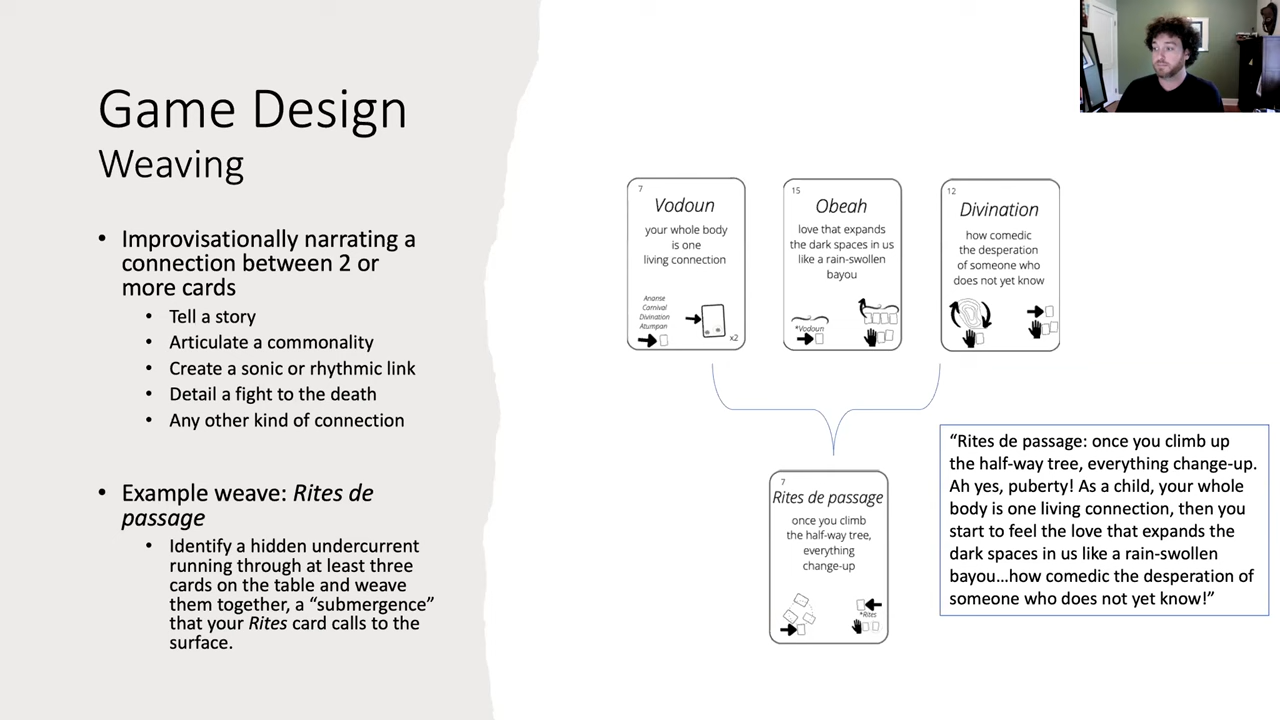 Game Design
Weaving
• Improvisationally narrating a
connection between 2 or
more cards
• Tell a story
• Articulate a commonality
• Create a sonic or rhythmic link
• Detail a fight to the death
• Any other kind of connection
• Example weave: Rites de
passage
• Identify a hidden undercurrent
running through at least three
cards on the table and weave
them together, a “submergence”
that your Rites card calls to the
surface.
7
Vodoun
your whole body
is one
living connection
Ananse
Carnival
Divination
Atumpan
x2
15
Obeah
love that expands
the dark spaces in us
like a rain-swollen
bayou
*Vodoun
12
Divination
how comedic
the desperation
of someone who
does not yet know
7
Rites de passage
once you climb
the half-way tree,
everything
change-up
*Rites
“Rites de passage: once you climb up
the half-way tree, everything change-up.
Ah yes, puberty! As a child, your whole
body is one living connection, then you
start to feel the love that expands the
dark spaces in us like a rain-swollen
bayou...how comedic the desperation of
someone who does not yet know!”